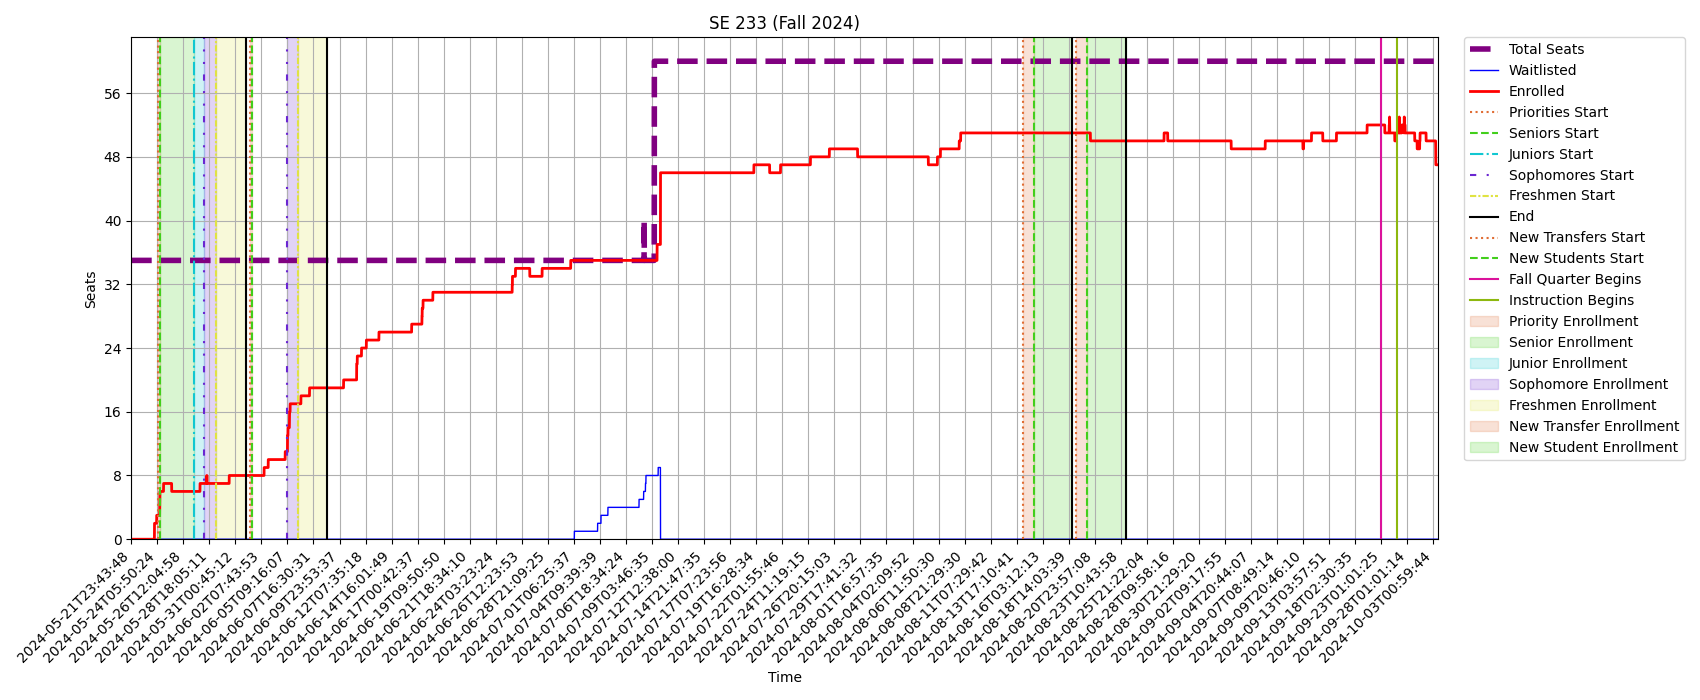 SE 233 (Fall 2024)
Seats
56
48
40
32
24
16
8
0
2024-05-21T23:43:48
2024-05-24T05:50:24
2024-05-26T12:04:58
2024-05-28T18:05:11
2024-05-31T00:45:12
2024-06-02T07:43:53
2024-06-05T09:16:07
2024-06-07T16:30:31
2024-06-09T23:53:37
2024-06-12T07:35:18
2024-06-14T16:01:49
2024-06-17T00:42:37
2024-06-19T09:50:50
2024-06-21T18:34:10
2024-06-24T03:23:24
2024-06-26T12:23:53
2024-06-28T21:09:25
2024-07-01T06:25:37
2024-07-04T09:39:39
2024-07-06T18:34:24
2024-07-09T03:46:35
2024-07-12T12:38:00
2024-07-14T21:47:35
2024-07-17T07:23:56
2024-07-19T16:28:34
2024-07-22T01:55:46
2024-07-24T11:19:15
2024-07-26T20:15:03
2024-07-29T17:41:32
2024-08-01T16:57:35
2024-08-04T02:09:52
2024-08-06T11:50:30
2024-08-08T21:29:30
2024-08-11T07:29:42
2024-08-13T17:10:41
2024-08-16T03:12:13
2024-08-18T14:03:39
2024-08-20T23:57:08
2024-08-23T10:43:58
2024-08-25T21:22:04
2024-08-28T09:58:16
2024-08-30T21:29:20
2024-09-02T09:17:55
2024-09-04T20:44:07
2024-09-07T08:49:14
2024-09-09T20:46:10
2024-09-13T03:57:51
2024-09-18T02:30:35
2024-09-23T01:01:25
2024-09-28T01:01:14
2024-10-03T00:59:44
Time
Total Seats
Waitlisted
Enrolled
Priorities Start
Seniors Start
Juniors Start
Sophomores Start
Freshmen Start
End
New Transfers Start
New Students Start
Fall Quarter Begins
Instruction Begins
Priority Enrollment
Senior Enrollment
Junior Enrollment
Sophomore Enrollment
Freshmen Enrollment
New Transfer Enrollment
New Student Enrollment